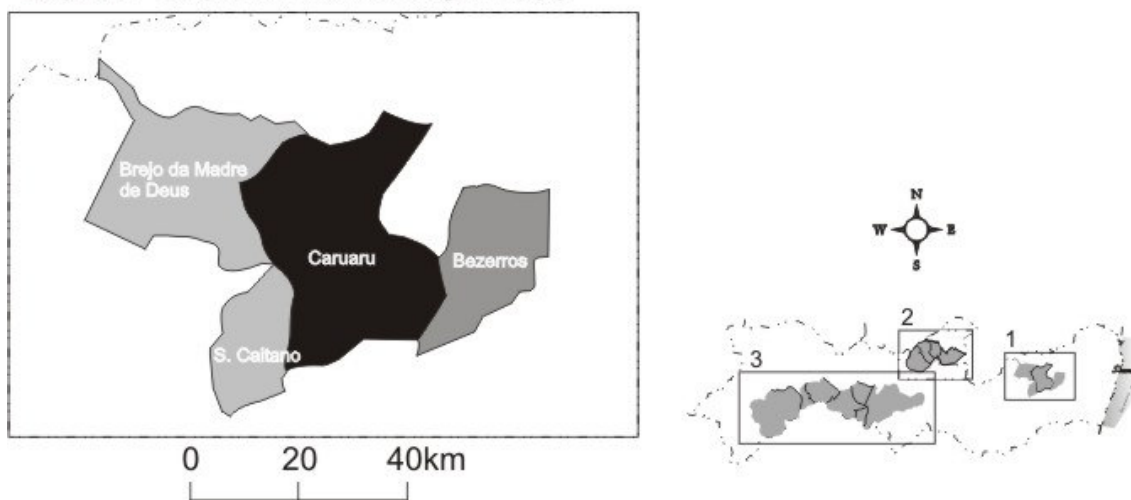 Brejo da Madre
de Deus
Caruaru
Bezerros
S. Caitano
0 20 40km
N
W E
S
2
1
3